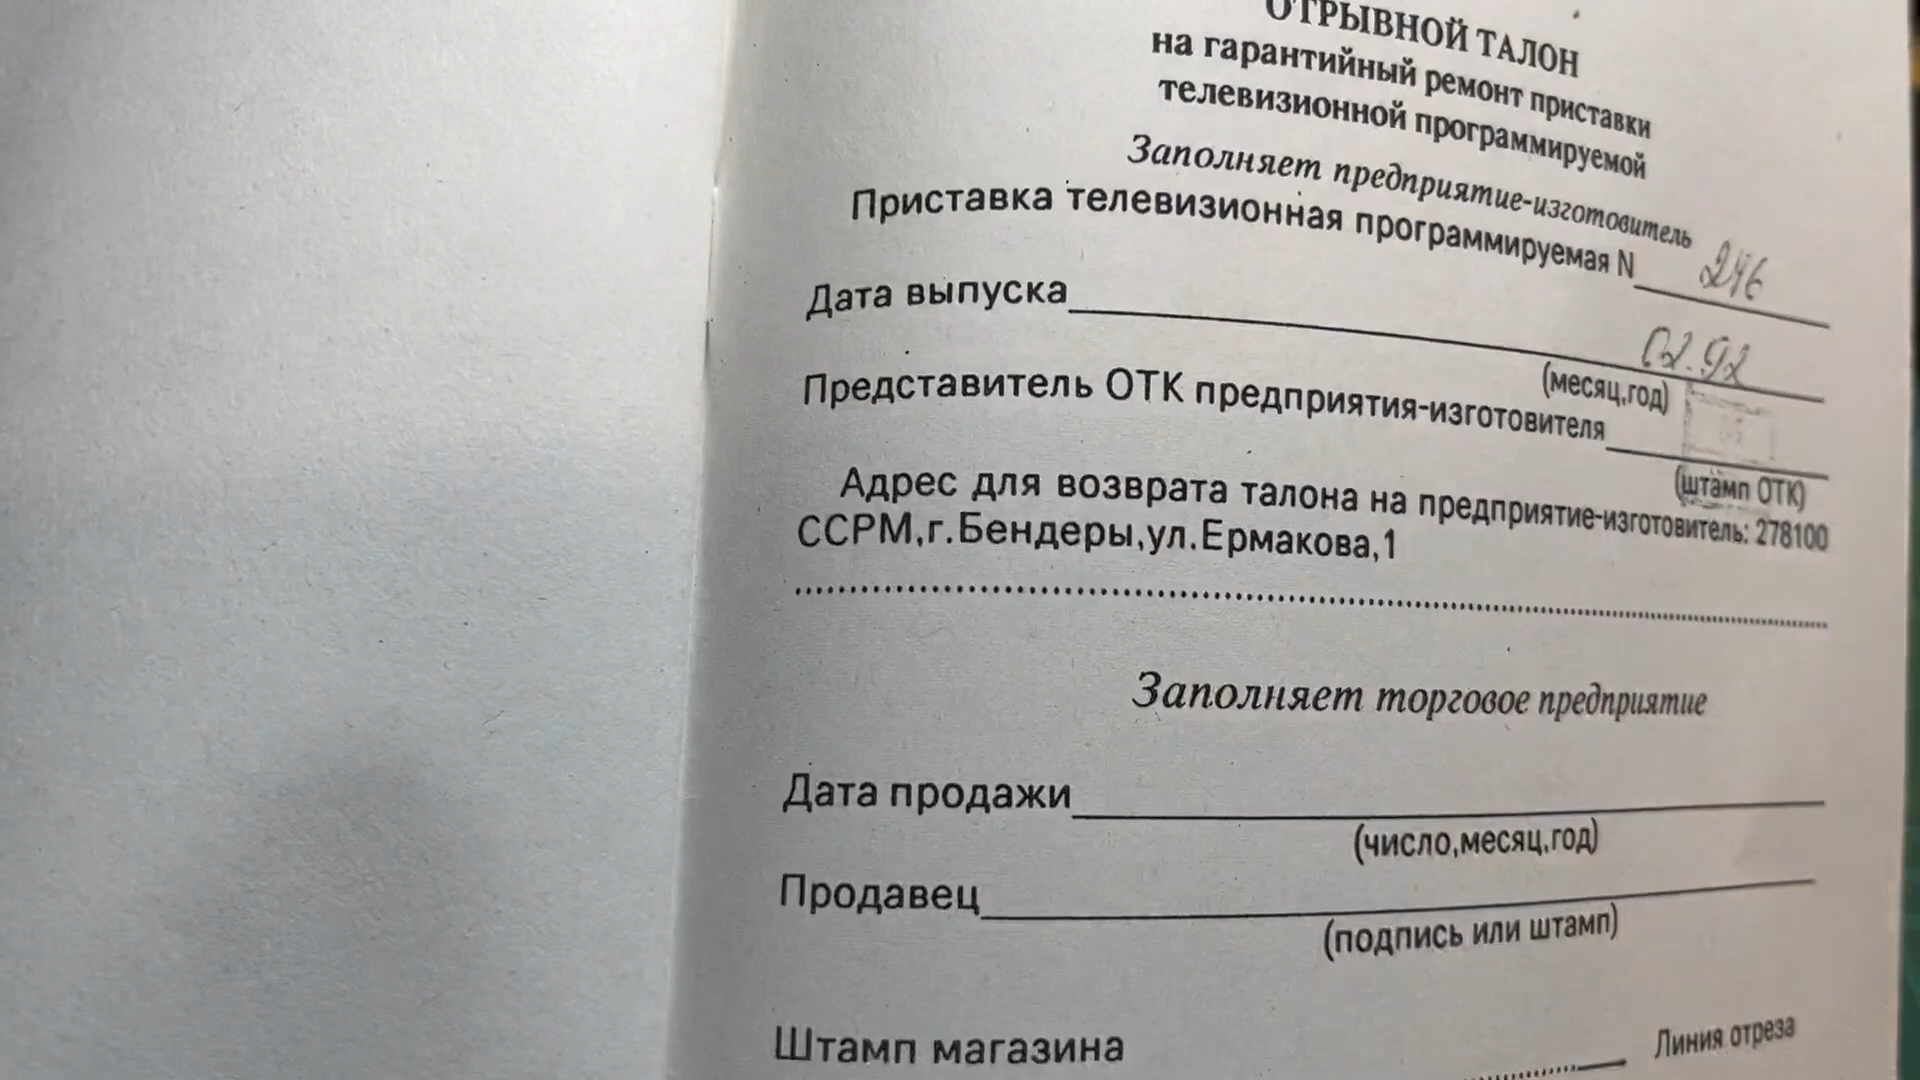 ОТРЫВНОЙ ТАЛОН
на гарантийный ремонт приставки
телевизионной программируемой
Заполняет предприятие-изготовитель
Приставка телевизионная программируемая N 246
Дата выпуска 02.92
(месяц,год)
Представитель ОТК предприятия-изготовителя
(штамп ОТК)
Адрес для возврата талона на предприятие-изготовитель: 278100
ССРМ,г.Бендеры,ул.Ермакова,1
Заполняет торговое предприятие
Дата продажи
(число,месяц,год)
Продавец
(подпись или штамп)
Штамп магазина
Линия отреза